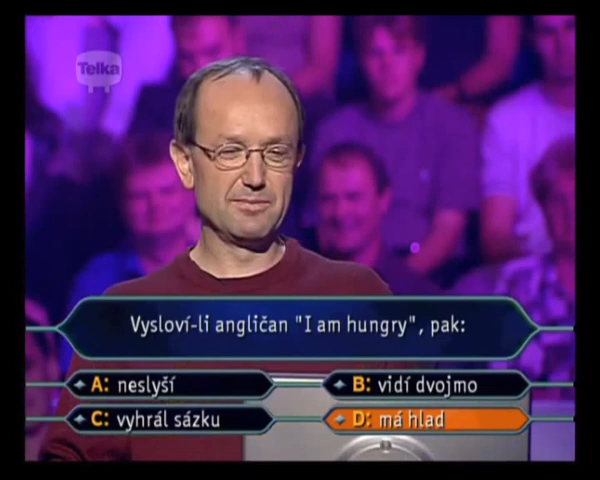 Telka
Vysloví-li angličan "I am hungry", pak:
A: neslyší
B: vidí dvojmo
C: vyhrál sázku
D: má hlad